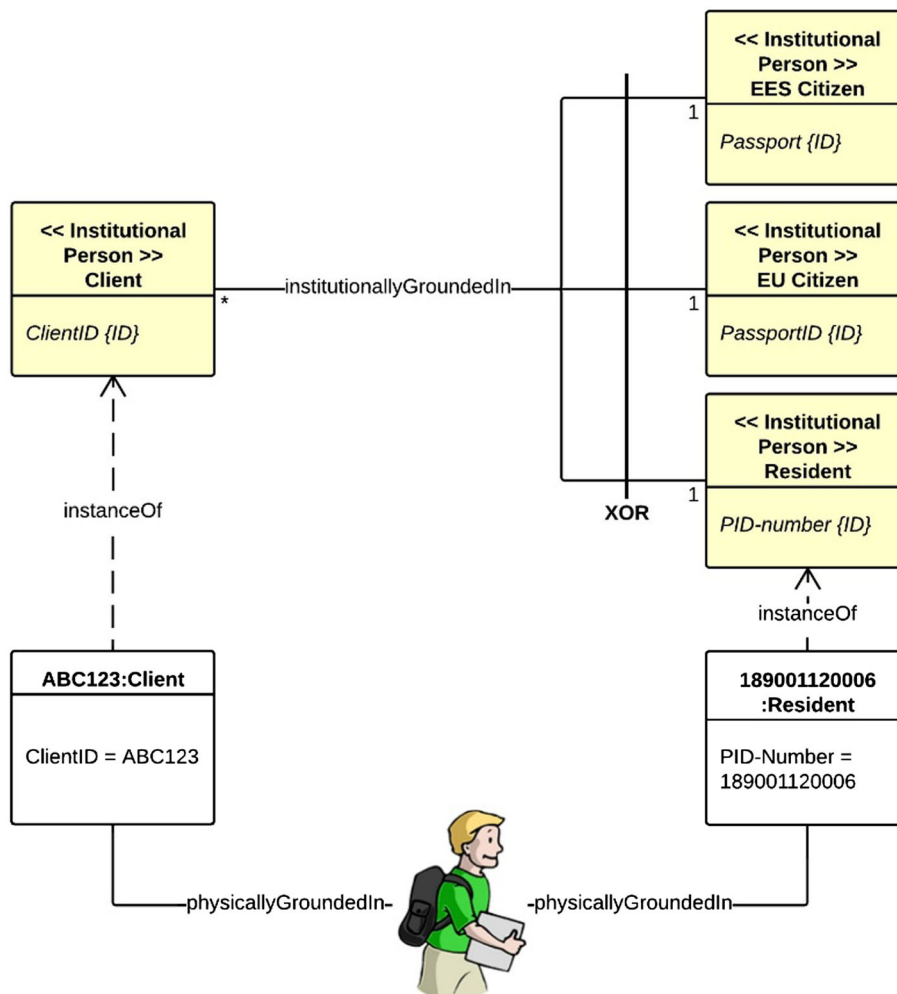 << Institutional
Person >>
EES Citizen
1
Passport {ID}
<< Institutional
Person >>
Client
*
ClientID {ID}
institutionallyGroundedIn
<< Institutional
Person >>
EU Citizen
1
PassportID {ID}
<< Institutional
Person >>
Resident
1
XOR
PID-number {ID}
instanceOf
instanceOf
ABC123:Client
ClientID = ABC123
189001120006
:Resident
PID-Number =
189001120006
physicallyGroundedIn
physicallyGroundedIn